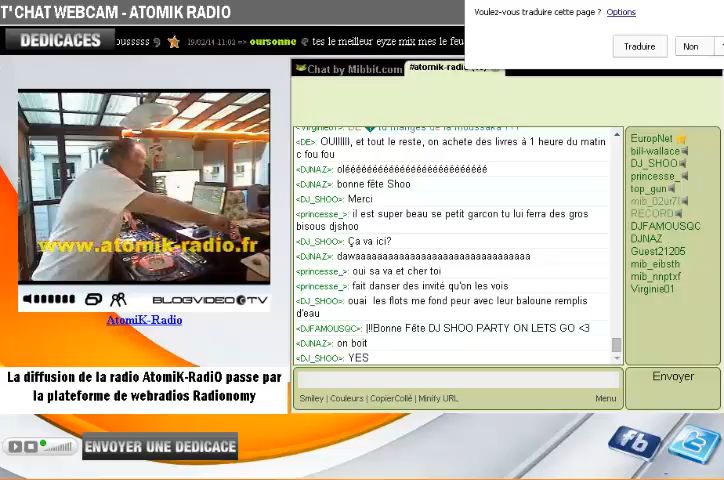 T'CHAT WEBCAM - ATOMIK RADIO
Voulez-vous traduire cette page ? Options
Traduire
Non
DEDICACES
ousssss
19/02/14 11:02 => oursonne
tes le meilleur eyze mix mes le feu
Chat by Mibbit.com
#atomik-radio
<DE>: OUIIIIII, et tout le reste, on achete des livres à 1 heure du matin
c fou fou
<DJNAZ>: oléééééééééééééééééééééééééé
<DJNAZ>: bonne fête Shoo
<DJ_SHOO>: Merci
<princesse_>: il est super beau se petit garcon tu lui ferra des gros
bisous djshoo
<DJ_SHOO>: Ça va ici?
<DJNAZ>: dawaaaaaaaaaaaaaaaaaaaaaaaaaaaaa
<princesse_>: oui sa va et cher toi
<princesse_>: fait danser des invité qu'on les vois
<DJ_SHOO>: ouai les flots me fond peur avec leur baloune remplis
d'eau
<DJFAMOUSQC>: |!!Bonne Fête DJ SHOO PARTY ON LETS GO <3
<DJNAZ>: on boit
<DJ_SHOO>: YES
EuropNet
bill-wallace
DJ_SHOO
princesse_
top_gun
mib_02ur7l
RECORD
DJFAMOUSQC
DJNAZ
Guest21205
mib_eibsth
mib_nnptxf
Virginie01
www.atomik-radio.fr
BLOGVIDEO TV
AtomiK-Radio
La diffusion de la radio AtomiK-RadiO passe par
la plateforme de webradios Radionomy
Smiley | Couleurs | CopierCollé | Minify URL
Menu
Envoyer
ENVOYER UNE DEDICACE
fb